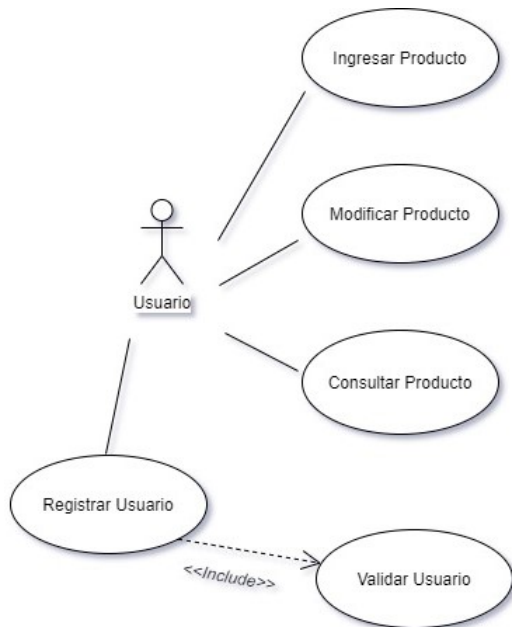 Ingresar Producto
Modificar Producto
Usuario
Consultar Producto
Registrar Usuario
<<Include>>
Validar Usuario